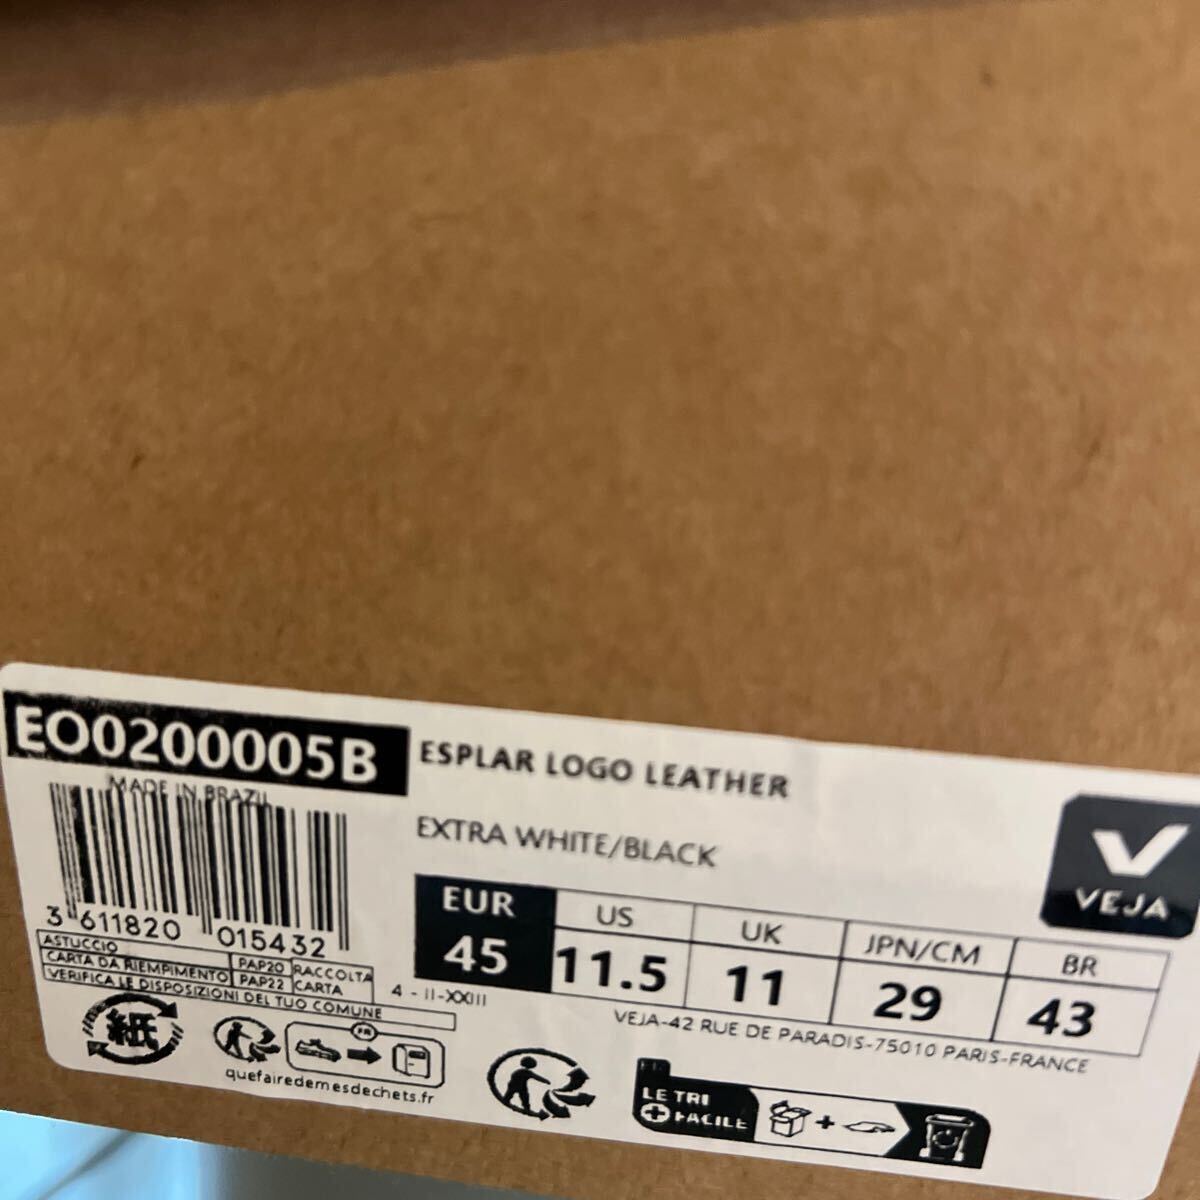 EO0200005B
MADE IN BRAZIL
3 611820 015432
ASTUCCIO
CARTA DA RIEMPIMENTO
PAP20
PAP22
RACCOLTA
CARTA
VERIFICA LE DISPOSIZIONI DEL TUO COMUNE
紙
FR
quefairedemesdechets.fr
ESPLAR LOGO LEATHER
EXTRA WHITE/BLACK
EUR US UK JPN/CM BR
45 11.5 11 29 43
4 - II-XXIII
VEJA-42 RUE DE PARADIS-75010 PARIS-FRANCE
VEJA
FR
LE TRI
+ FACILE
+